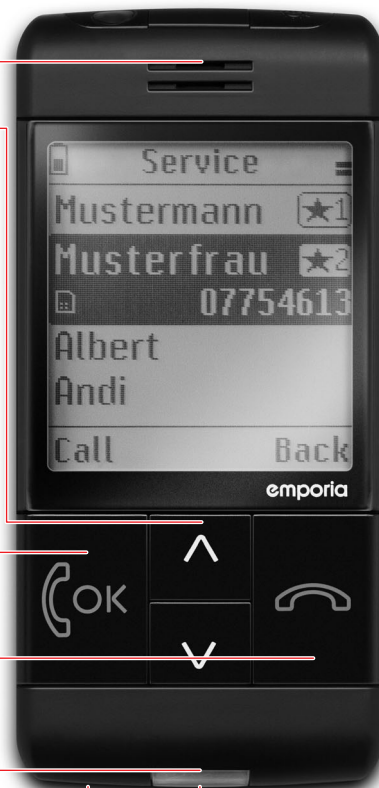 Service
Mustermann ★1
Musterfrau ★2
07754613
Albert
Andi
Call Back
emporia
OK